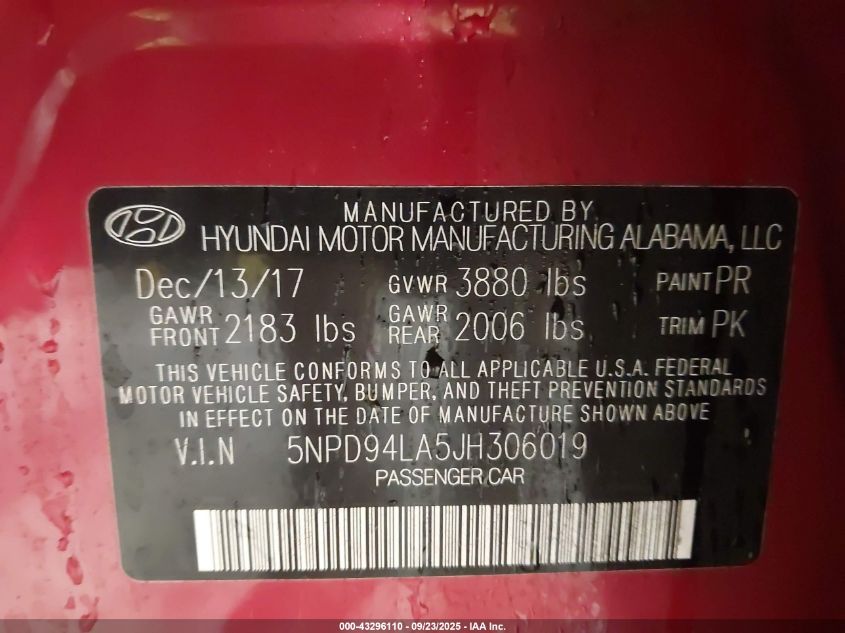 MANUFACTURED BY
HYUNDAI MOTOR MANUFACTURING ALABAMA, LLC
Dec/13/17 GVWR 3880 lbs PAINT PR
GAWR FRONT 2183 lbs GAWR REAR 2006 lbs TRIM PK
THIS VEHICLE CONFORMS TO ALL APPLICABLE U.S.A. FEDERAL
MOTOR VEHICLE SAFETY, BUMPER, AND THEFT PREVENTION STANDARDS
IN EFFECT ON THE DATE OF MANUFACTURE SHOWN ABOVE
V.I.N 5NPD94LA5JH306019
PASSENGER CAR
000-43296110 - 09/23/2025 - IAA Inc.